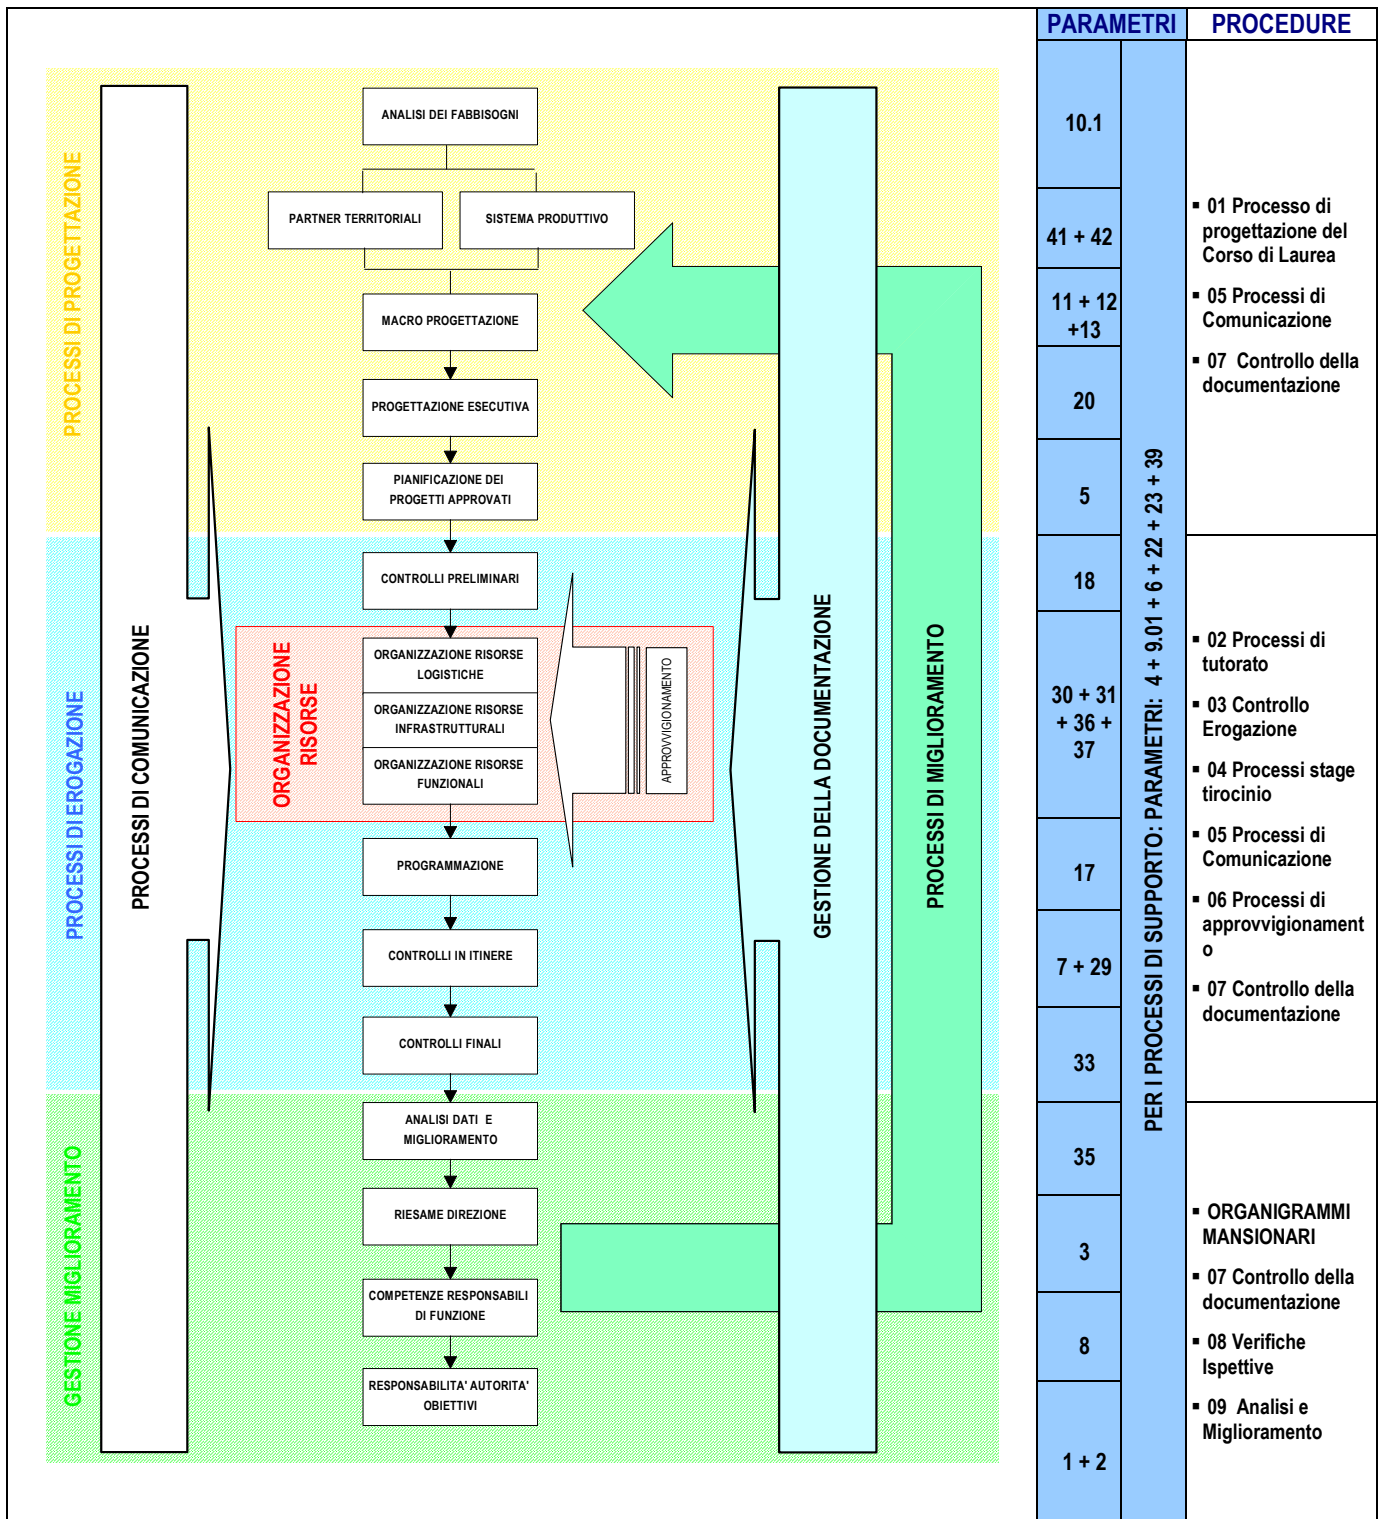 PARAMETRI
PROCEDURE
PROCESSI DI PROGETTAZIONE
PROCESSI DI EROGAZIONE
GESTIONE MIGLIORAMENTO
PROCESSI DI COMUNICAZIONE
ANALISI DEI FABBISOGNI
PARTNER TERRITORIALI
SISTEMA PRODUTTIVO
MACRO PROGETTAZIONE
PROGETTAZIONE ESECUTIVA
PIANIFICAZIONE DEI
PROGETTI APPROVATI
CONTROLLI PRELIMINARI
ORGANIZZAZIONE
RISORSE
ORGANIZZAZIONE RISORSE
LOGISTICHE
ORGANIZZAZIONE RISORSE
INFRASTRUTTURALI
ORGANIZZAZIONE RISORSE
FUNZIONALI
APPROVVIGIONAMENTO
PROGRAMMAZIONE
CONTROLLI IN ITINERE
CONTROLLI FINALI
ANALISI DATI E
MIGLIORAMENTO
RIESAME DIREZIONE
COMPETENZE RESPONSABILI
DI FUNZIONE
RESPONSABILITA' AUTORITA'
OBIETTIVI
GESTIONE DELLA DOCUMENTAZIONE
PROCESSI DI MIGLIORAMENTO
10.1
41 + 42
11 + 12
+13
20
5
18
30 + 31
+ 36 +
37
17
7 + 29
33
35
3
8
1 + 2
PER I PROCESSI DI SUPPORTO: PARAMETRI: 4 + 9.01 + 6 + 22 + 23 + 39
▪ 01 Processo di
progettazione del
Corso di Laurea
▪ 05 Processi di
Comunicazione
▪ 07 Controllo della
documentazione
▪ 02 Processi di
tutorato
▪ 03 Controllo
Erogazione
▪ 04 Processi stage
tirocinio
▪ 05 Processi di
Comunicazione
▪ 06 Processi di
approvvigionament
o
▪ 07 Controllo della
documentazione
▪ ORGANIGRAMMI
MANSIONARI
▪ 07 Controllo della
documentazione
▪ 08 Verifiche
Ispettive
▪ 09 Analisi e
Miglioramento